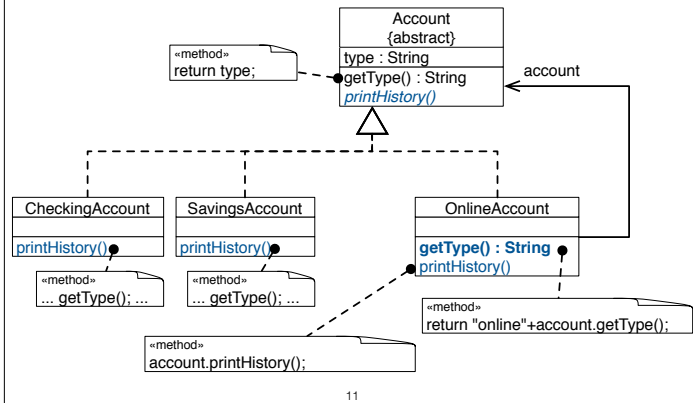 Account
{abstract}
«method»
return type;
type : String
getType() : String
printHistory()
account
CheckingAccount
printHistory()
SavingsAccount
printHistory()
OnlineAccount
getType() : String
printHistory()
«method»
... getType(); ...
«method»
... getType(); ...
«method»
return "online"+account.getType();
«method»
account.printHistory();
11